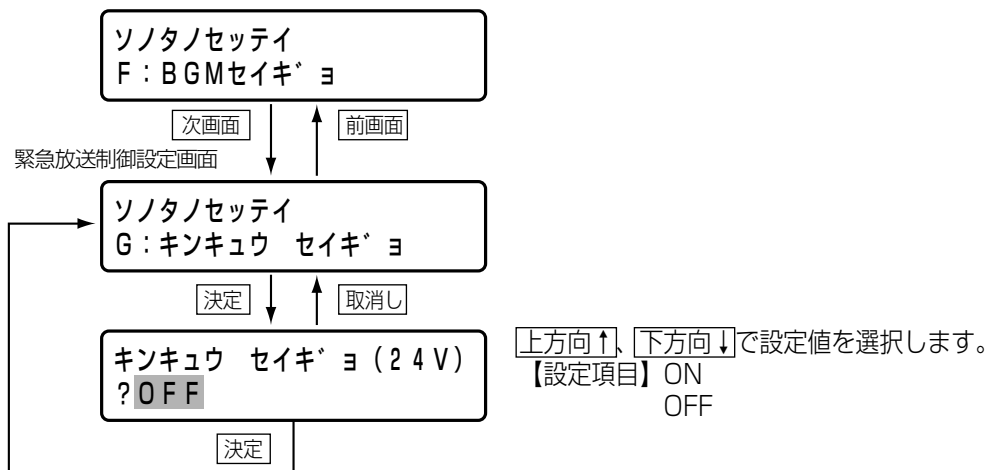 ソノタノセッテイ
F：BGMセイギョ
次画面
前画面
緊急放送制御設定画面
ソノタノセッテイ
G：キンキュウ　セイギョ
決定
取消し
キンキュウ　セイギョ(24V)
?OFF
上方向↑、下方向↓で設定値を選択します。
【設定項目】ON
OFF
決定